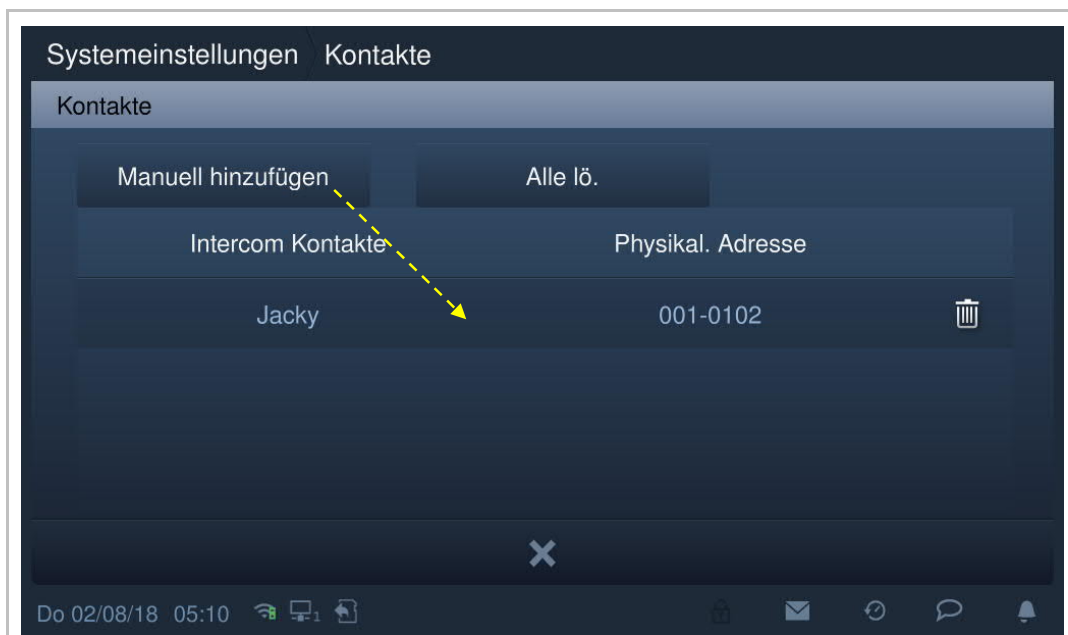 Systemeinstellungen Kontakte
Kontakte
Manuell hinzufügen Alle lö.
Intercom Kontakte Physikal. Adresse
Jacky 001-0102
Do 02/08/18 05:10 1